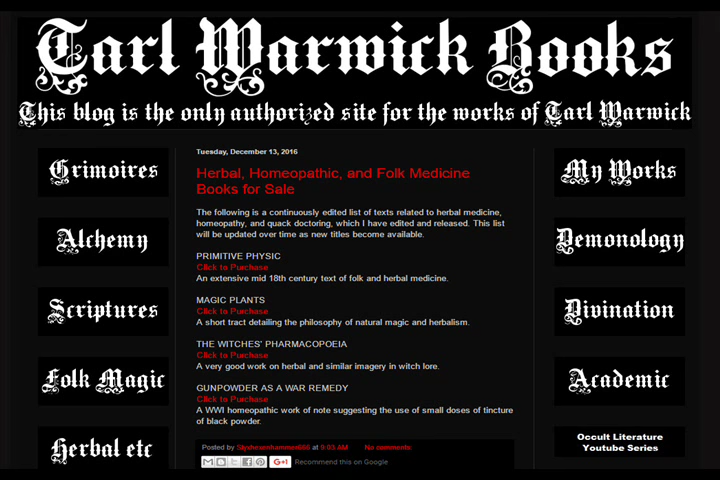 Tarl Warwick Books
This blog is the only authorized site for the works of Tarl Warwick
Grimoires
Alchemy
Scriptures
Folk Magic
Herbal etc
Tuesday, December 13, 2016
Herbal, Homeopathic, and Folk Medicine
Books for Sale
The following is a continuously edited list of texts related to herbal medicine,
homeopathy, and quack doctoring, which I have edited and released. This list
will be updated over time as new titles become available.
PRIMITIVE PHYSIC
Click to Purchase
An extensive mid 18th century text of folk and herbal medicine.
MAGIC PLANTS
Click to Purchase
A short tract detailing the philosophy of natural magic and herbalism.
THE WITCHES' PHARMACOPOEIA
Click to Purchase
A very good work on herbal and similar imagery in witch lore.
GUNPOWDER AS A WAR REMEDY
Click to Purchase
A WWI homeopathic work of note suggesting the use of small doses of tincture
of black powder.
Posted by at 9:03 AM No comments:
G+1 Recommend this on Google
My Works
Demonology
Divination
Academic
Occult Literature
Youtube Series